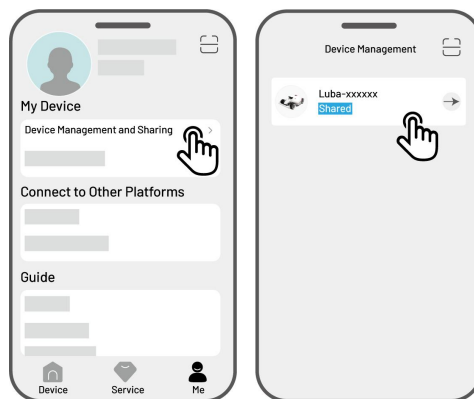 My Device
Device Management and Sharing
Connect to Other Platforms
Guide
Device Service Me
Device Management
Luba-xxxxxx
Shared